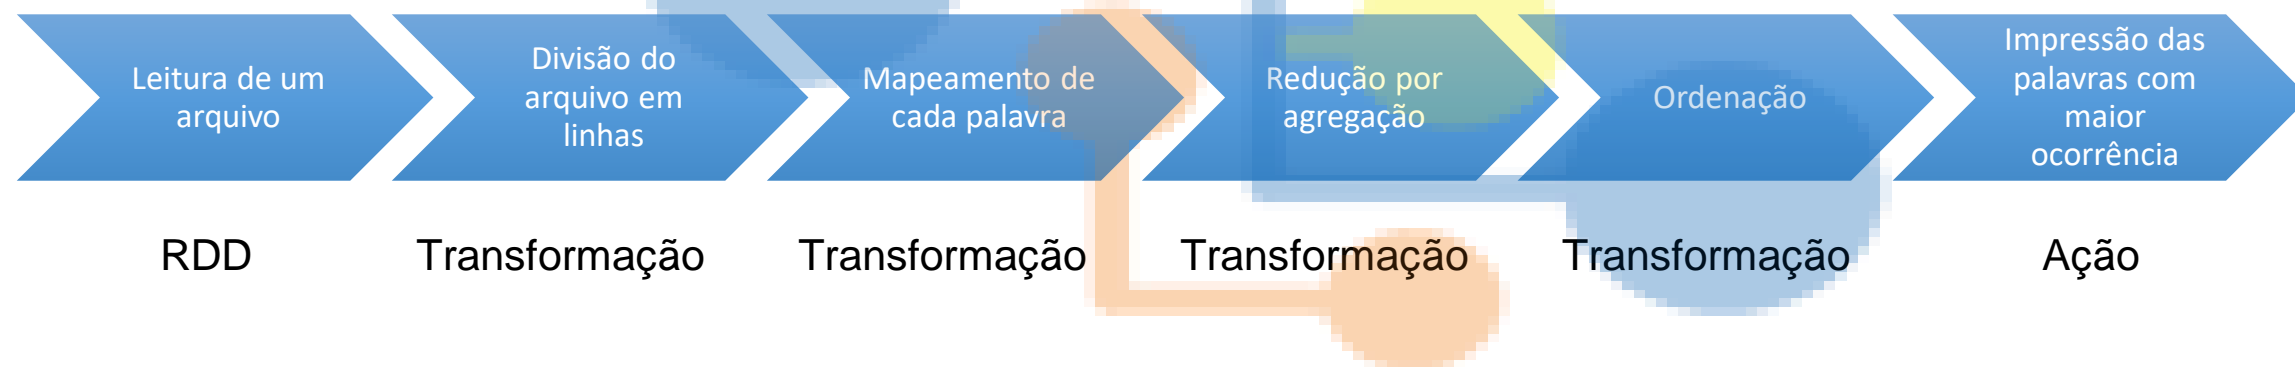 Leitura de um
arquivo
Divisão do
arquivo em
linhas
Mapeamento de
cada palavra
Redução por
agregação
Ordenação
Impressão das
palavras com
maior
ocorrência
RDD
Transformação
Transformação
Transformação
Transformação
Ação